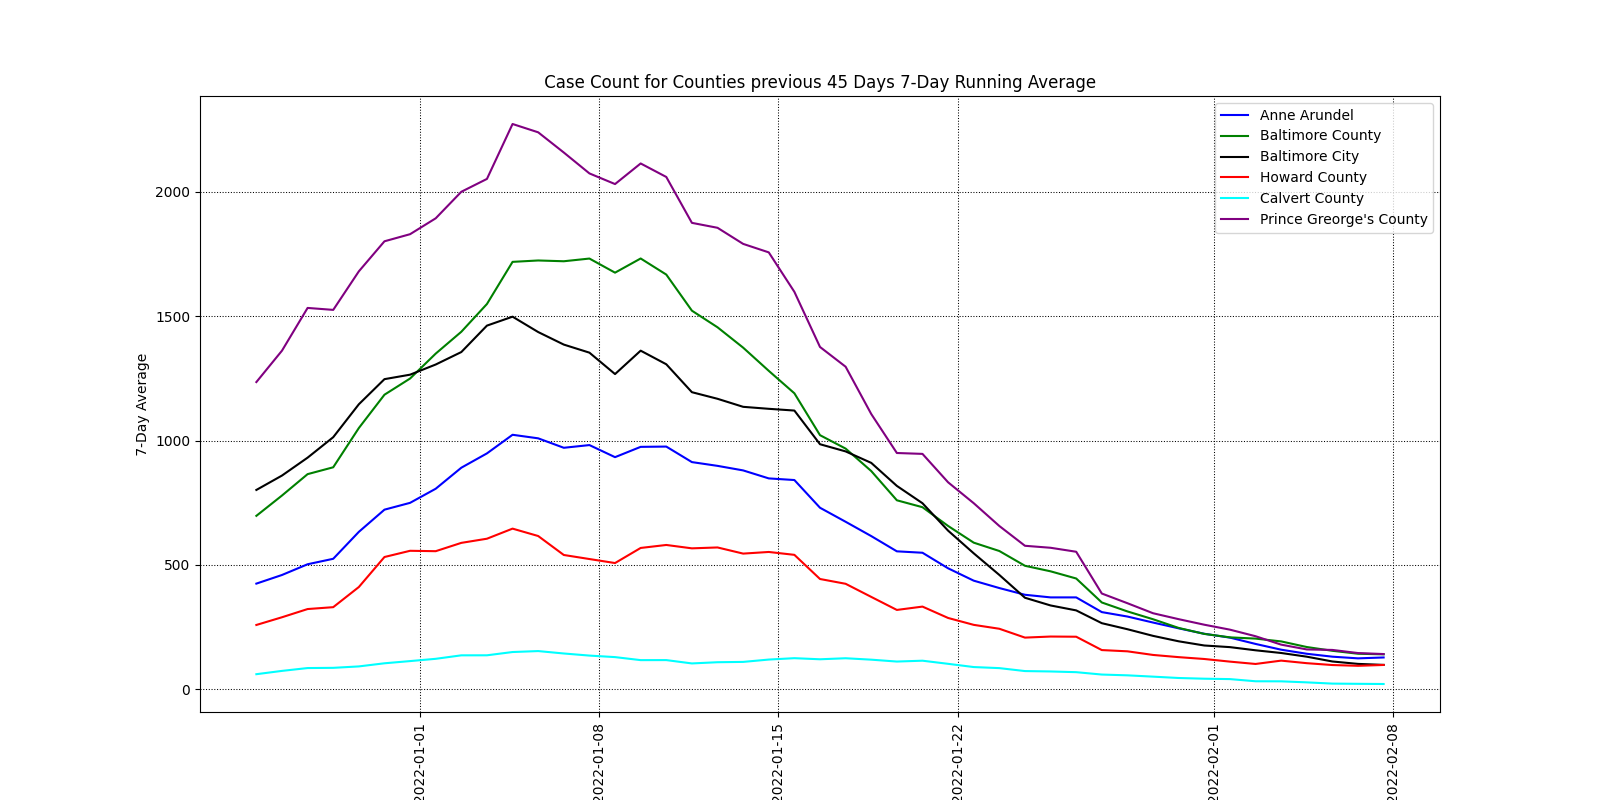 Case Count for Counties previous 45 Days 7-Day Running Average
Anne Arundel
Baltimore County
Baltimore City
Howard County
Calvert County
Prince Greorge's County
7-Day Average
2000
1500
1000
500
0
2022-01-01
2022-01-08
2022-01-15
2022-01-22
2022-02-01
2022-02-08